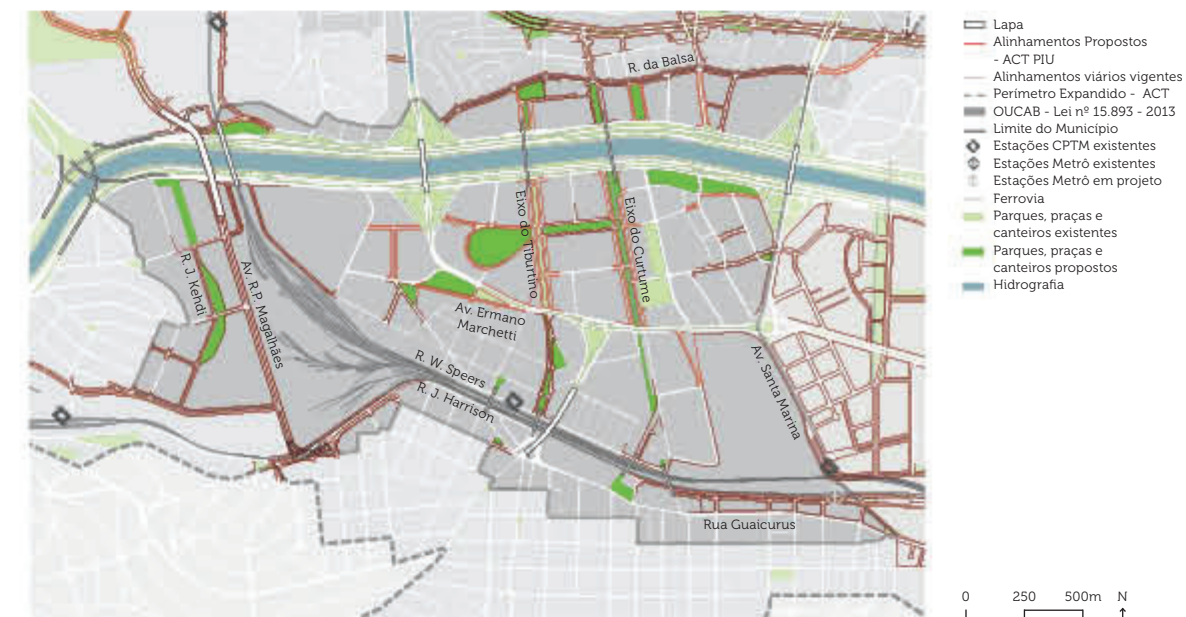 R. da Balsa
Eixo do Tiburtino
Eixo do Curtume
R. J. Kehdi
Av. R.P. Magalhães
Av. Ermano
Marchetti
R. W. Speers
R. J. Harrison
Av. Santa Marina
Rua Guaicurus
Lapa
Alinhamentos Propostos
- ACT PIU
Alinhamentos viários vigentes
Perímetro Expandido - ACT
OUCAB - Lei nº 15.893 - 2013
Limite do Município
Estações CPTM existentes
Estações Metrô existentes
Estações Metrô em projeto
Ferrovia
Parques, praças e
canteiros existentes
Parques, praças e
canteiros propostos
Hidrografia
0 250 500m N